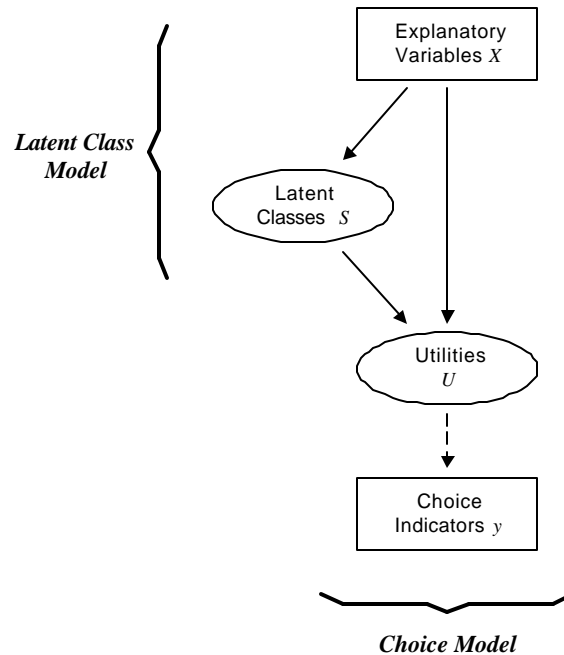 Explanatory
Variables X
Latent Class
Model
Latent
Classes S
Utilities
U
Choice
Indicators y
Choice Model